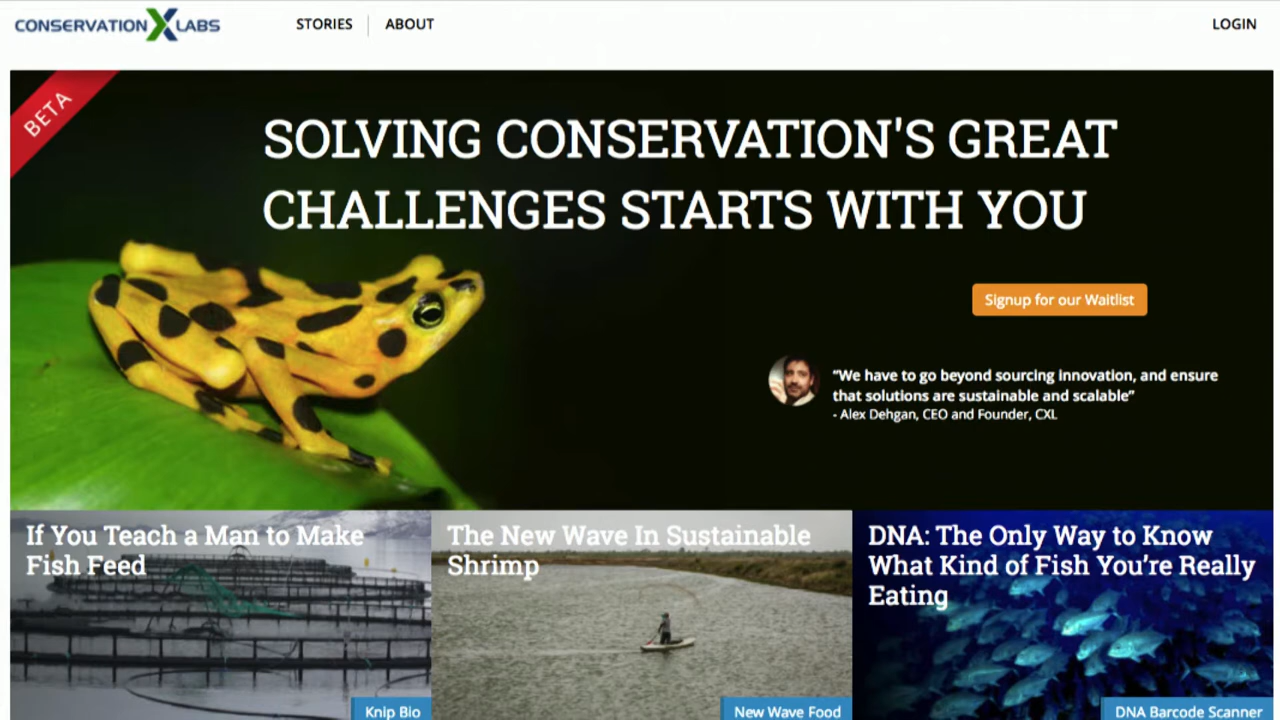 CONSERVATION X LABS
STORIES
ABOUT
LOGIN
BETA
SOLVING CONSERVATION'S GREAT
CHALLENGES STARTS WITH YOU
Signup for our Waitlist
“We have to go beyond sourcing innovation, and ensure
that solutions are sustainable and scalable”
- Alex Dehgan, CEO and Founder, CXL
If You Teach a Man to Make
Fish Feed
Knip Bio
The New Wave In Sustainable
Shrimp
New Wave Food
DNA: The Only Way to Know
What Kind of Fish You’re Really
Eating
DNA Barcode Scanner